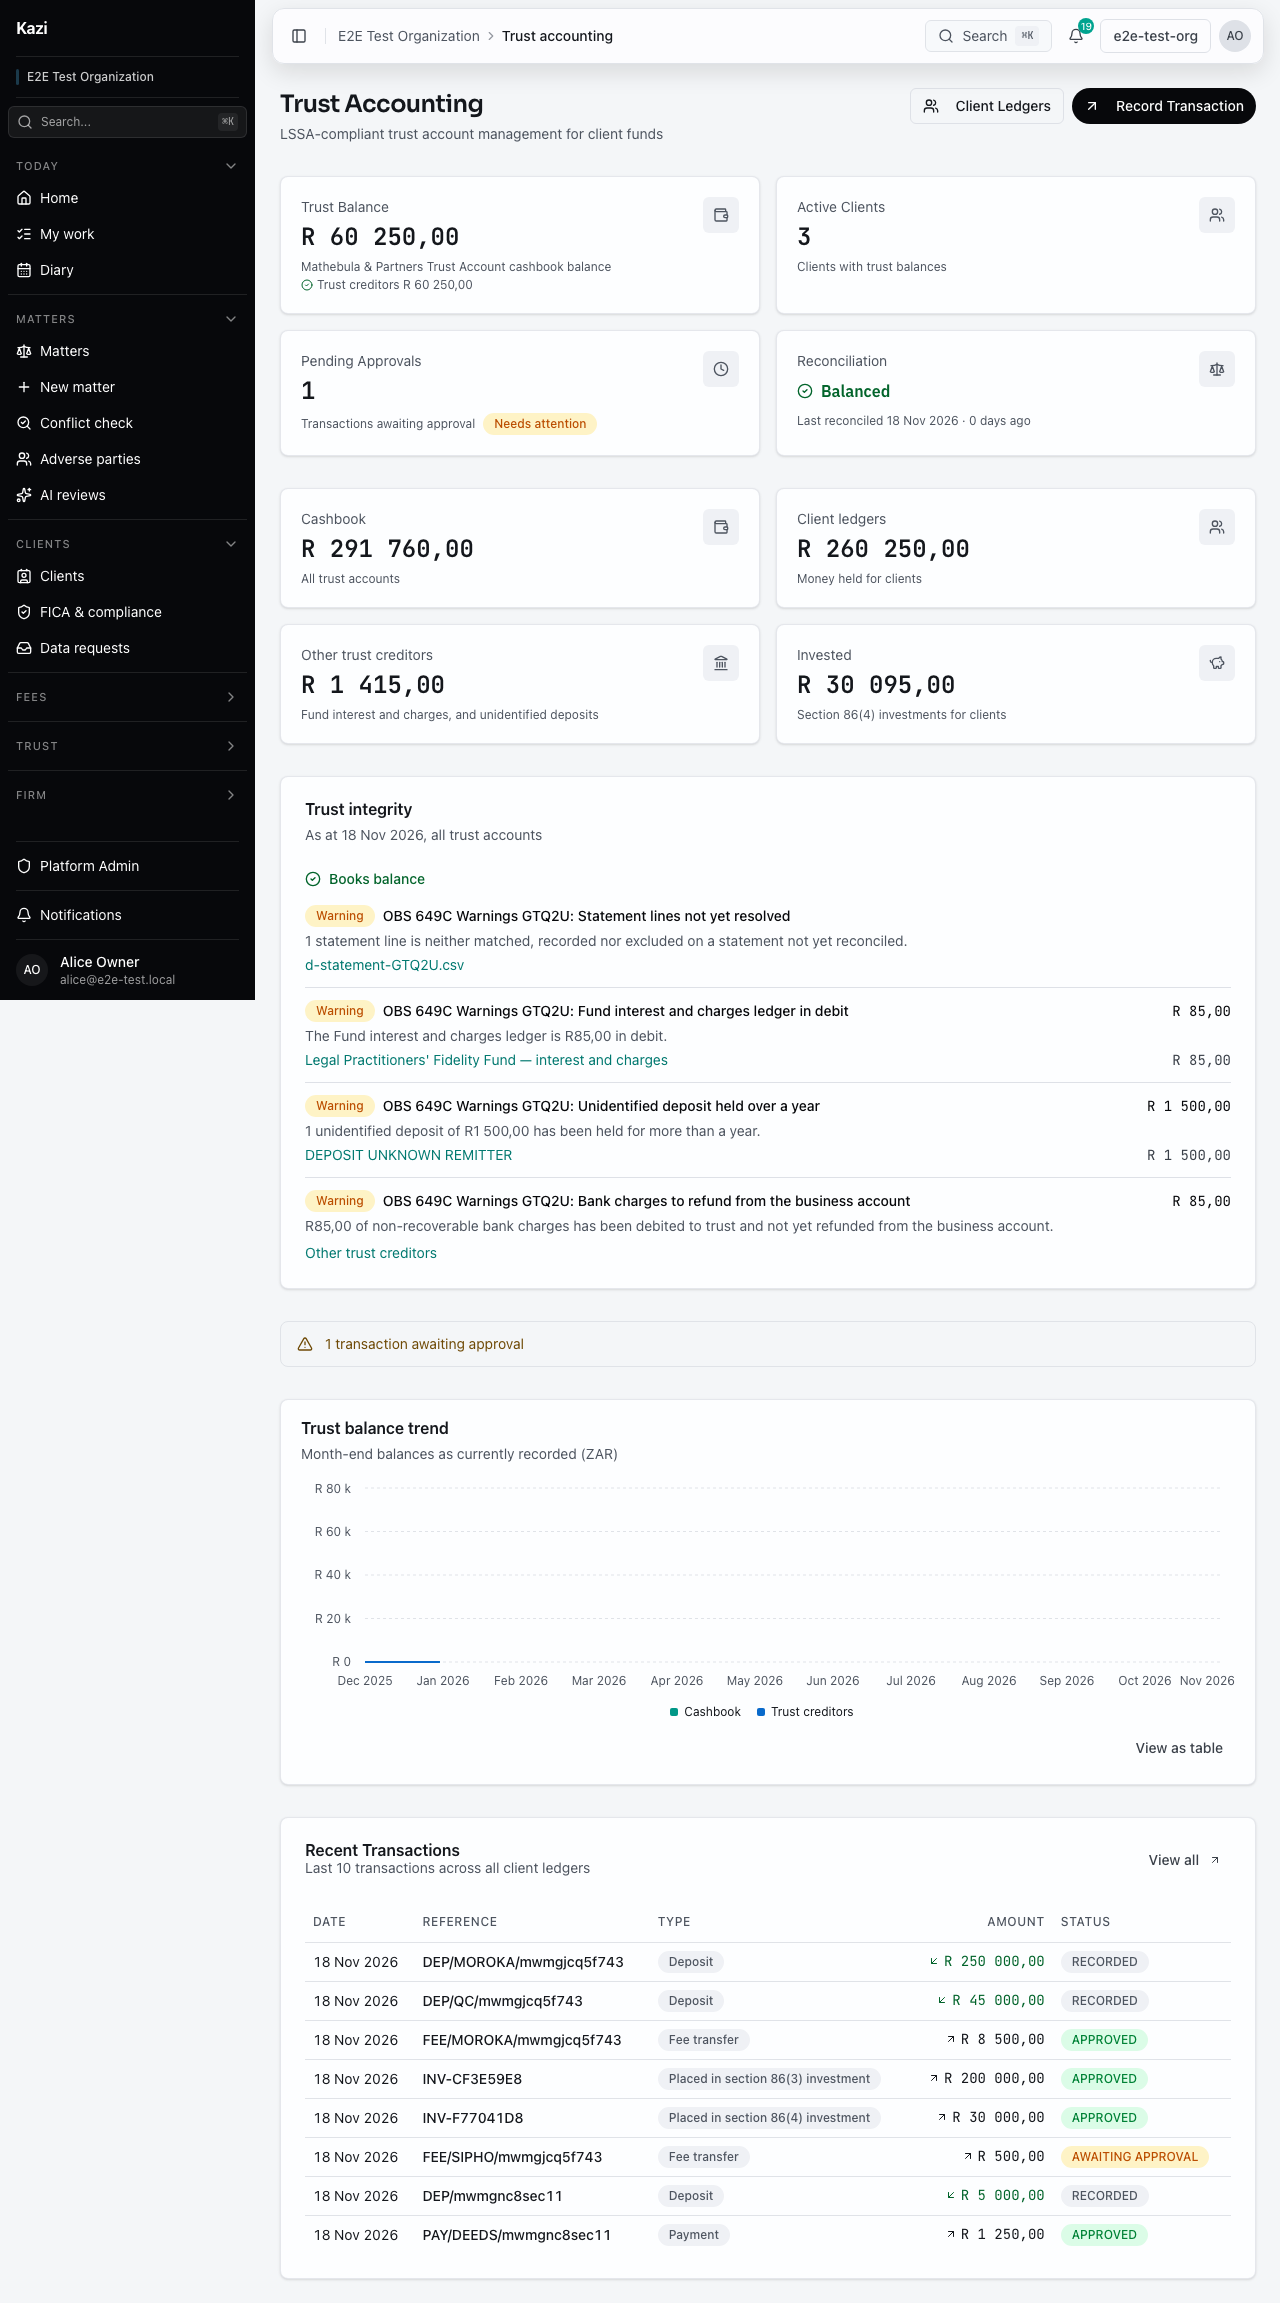 Kazi
E2E Test Organization
Search...
⌘K
TODAY
Home
My work
Diary
MATTERS
Matters
New matter
Conflict check
Adverse parties
AI reviews
CLIENTS
Clients
FICA & compliance
Data requests
FEES
TRUST
FIRM
Platform Admin
Notifications
AO
Alice Owner
alice@e2e-test.local
E2E Test Organization > Trust accounting
Search ⌘K
19
e2e-test-org
AO
Trust Accounting
LSSA-compliant trust account management for client funds
Client Ledgers
Record Transaction
Trust Balance
R 60 250,00
Mathebula & Partners Trust Account cashbook balance
Trust creditors R 60 250,00
Active Clients
3
Clients with trust balances
Pending Approvals
1
Transactions awaiting approval Needs attention
Reconciliation
Balanced
Last reconciled 18 Nov 2026 · 0 days ago
Cashbook
R 291 760,00
All trust accounts
Client ledgers
R 260 250,00
Money held for clients
Other trust creditors
R 1 415,00
Fund interest and charges, and unidentified deposits
Invested
R 30 095,00
Section 86(4) investments for clients
Trust integrity
As at 18 Nov 2026, all trust accounts
Books balance
Warning OBS 649C Warnings GTQ2U: Statement lines not yet resolved
1 statement line is neither matched, recorded nor excluded on a statement not yet reconciled.
d-statement-GTQ2U.csv
Warning OBS 649C Warnings GTQ2U: Fund interest and charges ledger in debit R 85,00
The Fund interest and charges ledger is R85,00 in debit.
Legal Practitioners' Fidelity Fund — interest and charges R 85,00
Warning OBS 649C Warnings GTQ2U: Unidentified deposit held over a year R 1 500,00
1 unidentified deposit of R1 500,00 has been held for more than a year.
DEPOSIT UNKNOWN REMITTER R 1 500,00
Warning OBS 649C Warnings GTQ2U: Bank charges to refund from the business account R 85,00
R85,00 of non-recoverable bank charges has been debited to trust and not yet refunded from the business account.
Other trust creditors
1 transaction awaiting approval
Trust balance trend
Month-end balances as currently recorded (ZAR)
R 80 k
R 60 k
R 40 k
R 20 k
R 0
Dec 2025 Jan 2026 Feb 2026 Mar 2026 Apr 2026 May 2026 Jun 2026 Jul 2026 Aug 2026 Sep 2026 Oct 2026 Nov 2026
Cashbook Trust creditors
View as table
Recent Transactions
Last 10 transactions across all client ledgers
View all
DATE REFERENCE TYPE AMOUNT STATUS
18 Nov 2026 DEP/MOROKA/mwmgjcq5f743 Deposit R 250 000,00 RECORDED
18 Nov 2026 DEP/QC/mwmgjcq5f743 Deposit R 45 000,00 RECORDED
18 Nov 2026 FEE/MOROKA/mwmgjcq5f743 Fee transfer R 8 500,00 APPROVED
18 Nov 2026 INV-CF3E59E8 Placed in section 86(3) investment R 200 000,00 APPROVED
18 Nov 2026 INV-F77041D8 Placed in section 86(4) investment R 30 000,00 APPROVED
18 Nov 2026 FEE/SIPHO/mwmgjcq5f743 Fee transfer R 500,00 AWAITING APPROVAL
18 Nov 2026 DEP/mwmgnc8sec11 Deposit R 5 000,00 RECORDED
18 Nov 2026 PAY/DEEDS/mwmgnc8sec11 Payment R 1 250,00 APPROVED